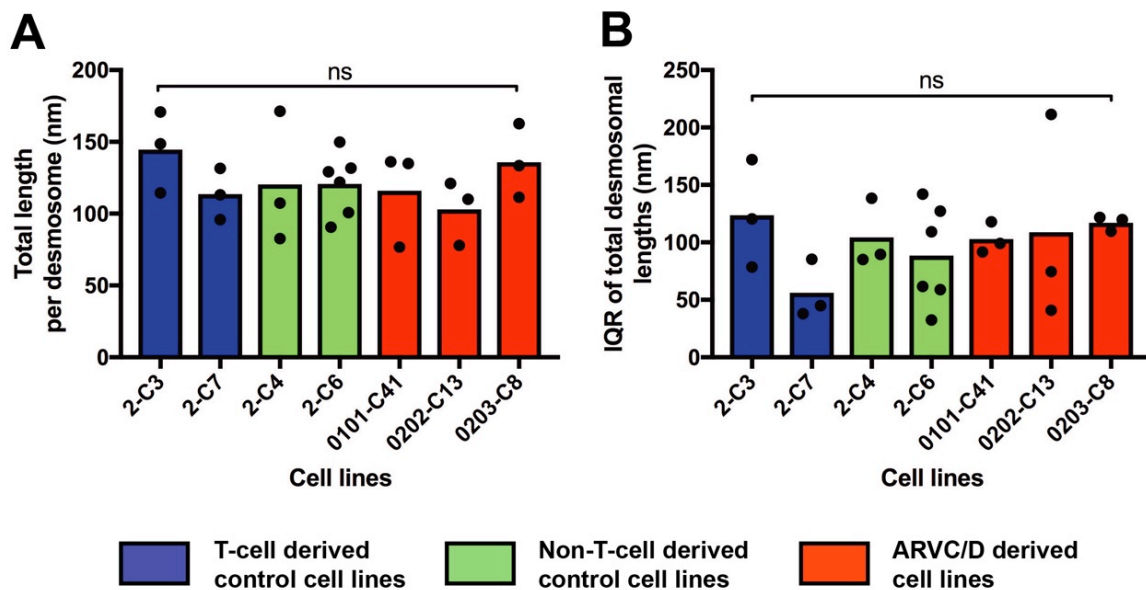 A
Total length
per desmosome (nm)
200
150
100
50
0
ns
2-C3
2-C7
2-C4
2-C6
0101-C41
0202-C13
0203-C8
Cell lines
B
IQR of total desmosomal
lengths (nm)
250
200
150
100
50
0
ns
2-C3
2-C7
2-C4
2-C6
0101-C41
0202-C13
0203-C8
Cell lines
T-cell derived
control cell lines
Non-T-cell derived
control cell lines
ARVC/D derived
cell lines